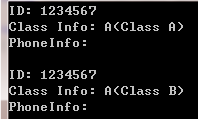 ID: 1234567
Class Info: A(Class A)
PhoneInfo:
ID: 1234567
Class Info: A(Class B)
PhoneInfo: